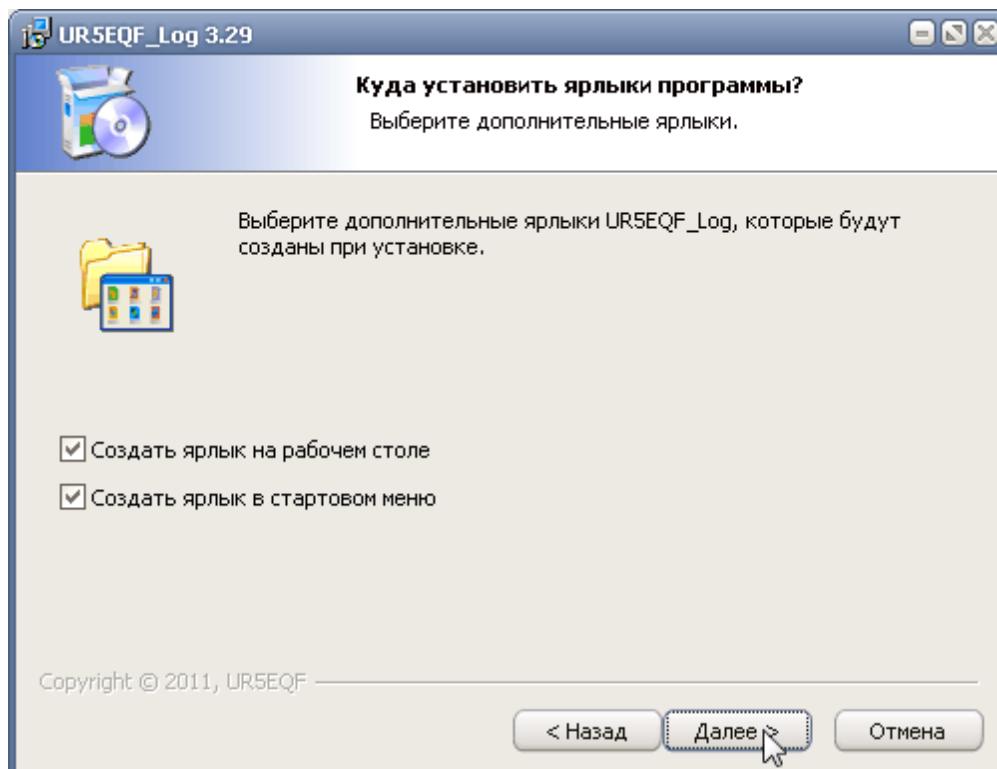 UR5EQF_Log 3.29
Куда установить ярлыки программы?
Выберите дополнительные ярлыки.
Выберите дополнительные ярлыки UR5EQF_Log, которые будут
созданы при установке.
Создать ярлык на рабочем столе
Создать ярлык в стартовом меню
Copyright © 2011, UR5EQF
< Назад
Далее >
Отмена